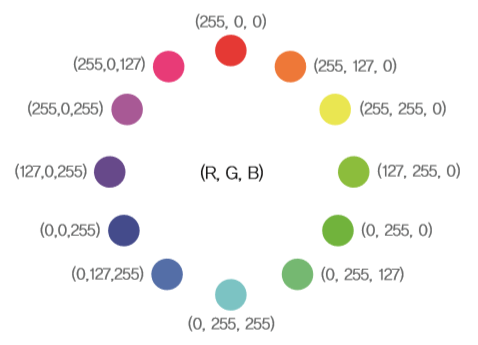 (255, 0, 0)
(255,0,127)
(255, 127, 0)
(255,0,255)
(255, 255, 0)
(127,0,255)
(R, G, B)
(127, 255, 0)
(0,0,255)
(0, 255, 0)
(0,127,255)
(0, 255, 127)
(0, 255, 255)